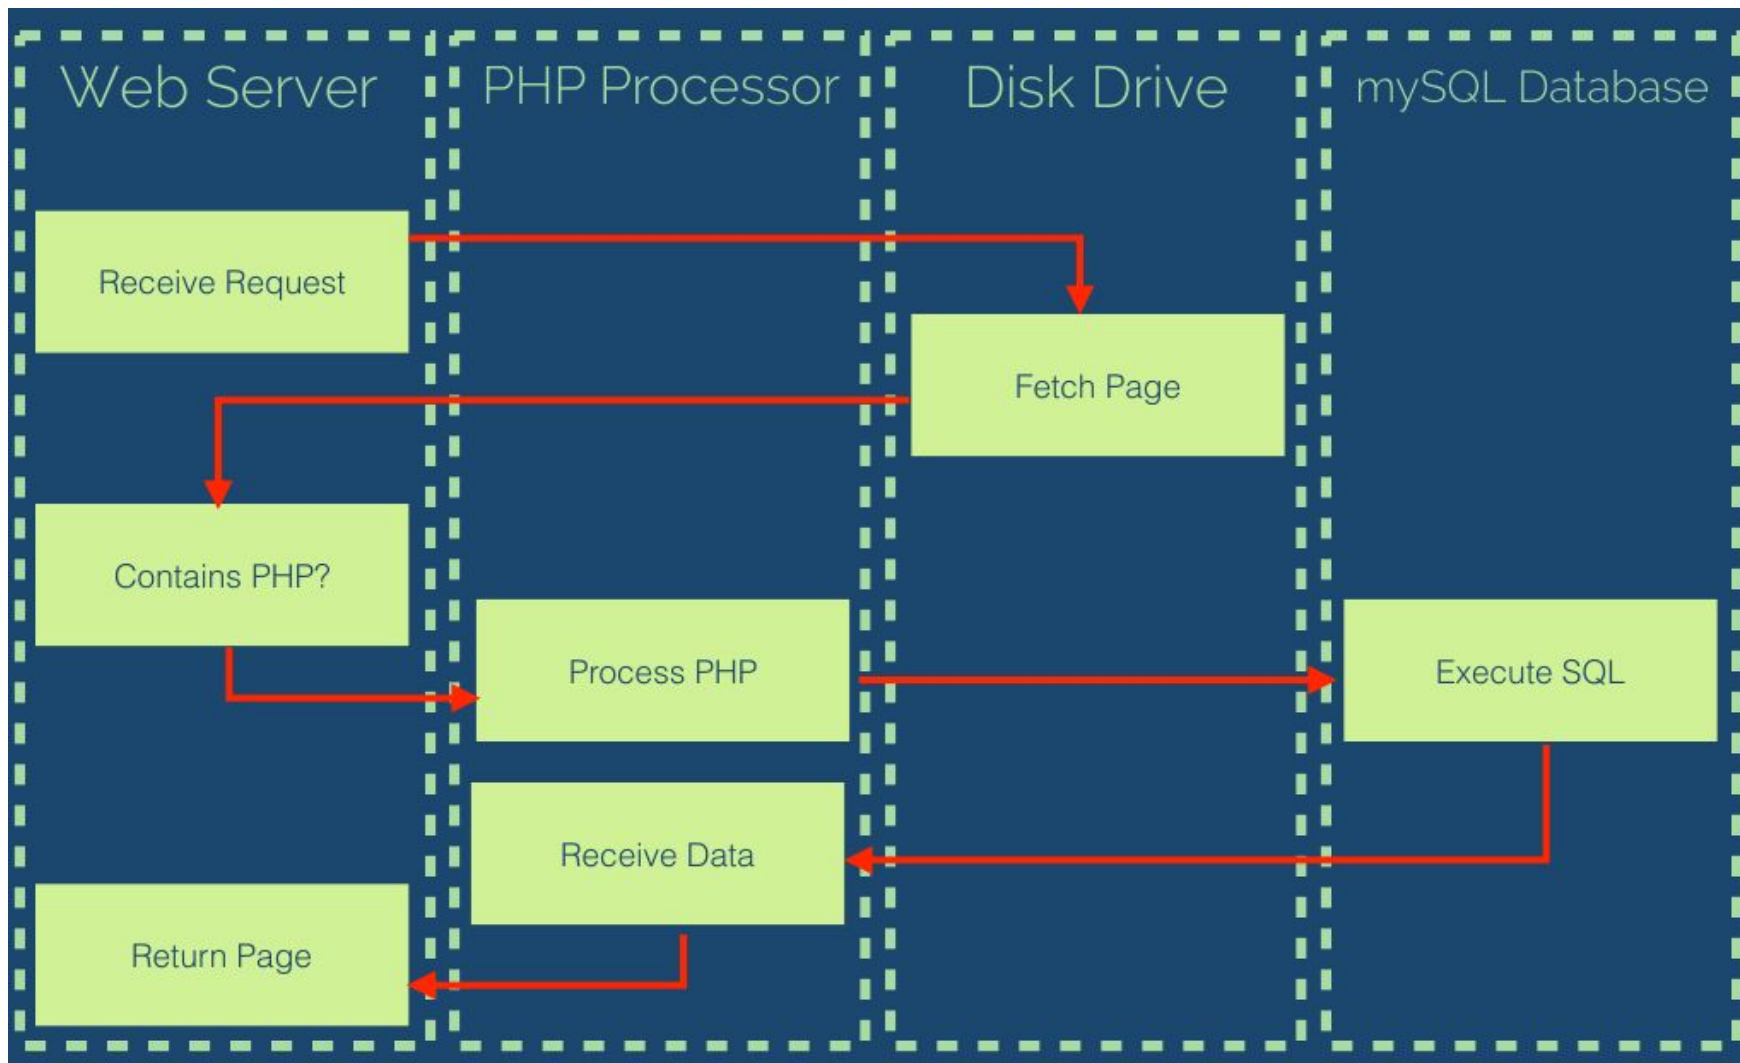 Web Server
PHP Processor
Disk Drive
mySQL Database
Receive Request
Fetch Page
Contains PHP?
Process PHP
Execute SQL
Receive Data
Return Page